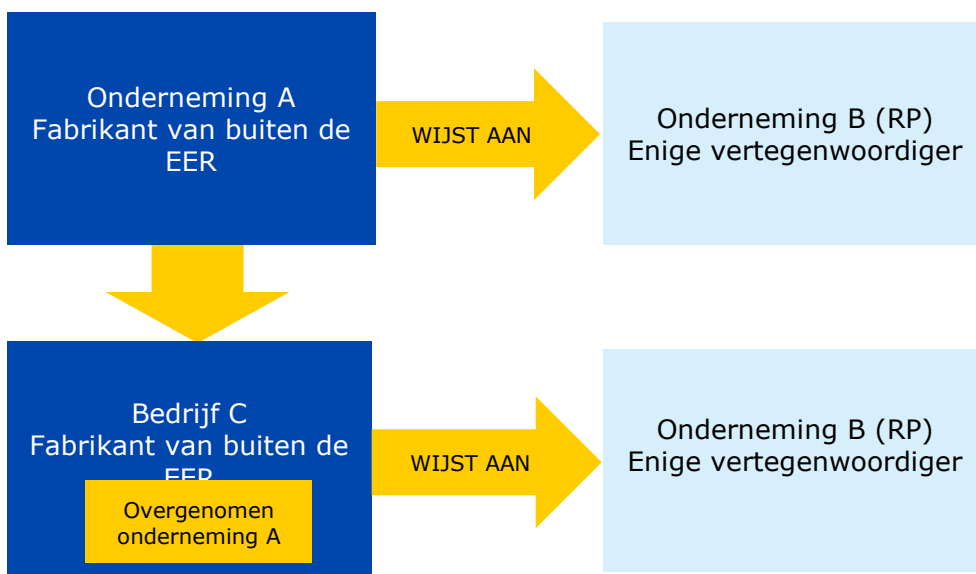 Onderneming A
Fabrikant van buiten de
EER
WIJST AAN
Onderneming B (RP)
Enige vertegenwoordiger
Bedrijf C
Fabrikant van buiten de
EER
Overgenomen
onderneming A
WIJST AAN
Onderneming B (RP)
Enige vertegenwoordiger